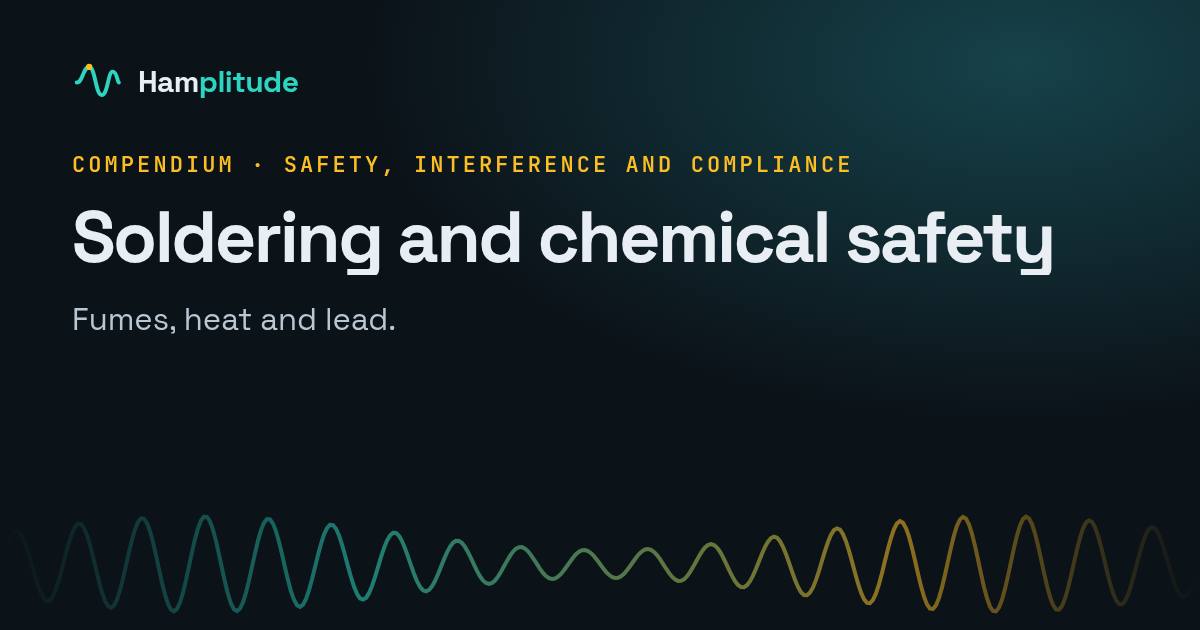 Hamplitude
COMPENDIUM · SAFETY, INTERFERENCE AND COMPLIANCE
Soldering and chemical safety
Fumes, heat and lead.